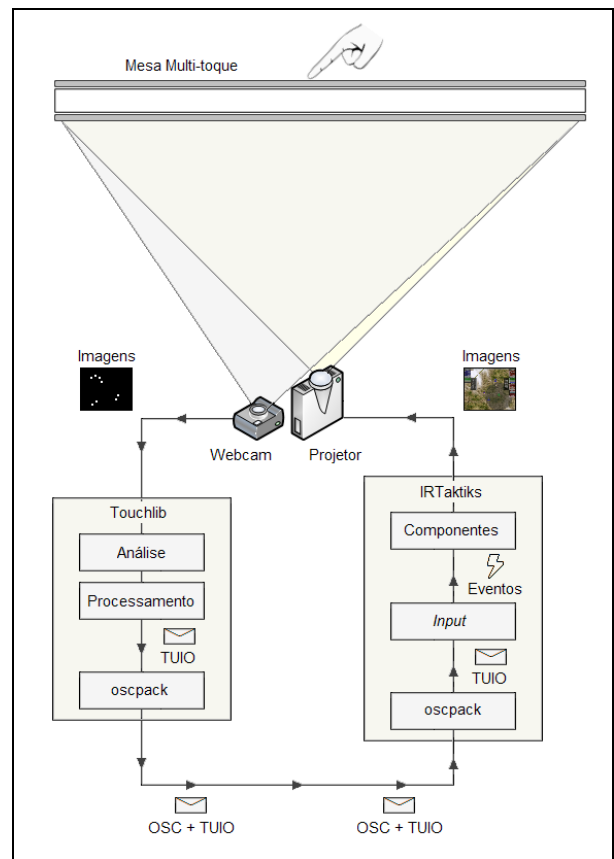 Mesa Multi-toque
Imagens
Imagens
Webcam
Projetor
Touchlib
Análise
Processamento
TUIO
oscpack
IRTaktiks
Componentes
Eventos
Input
TUIO
oscpack
OSC + TUIO
OSC + TUIO